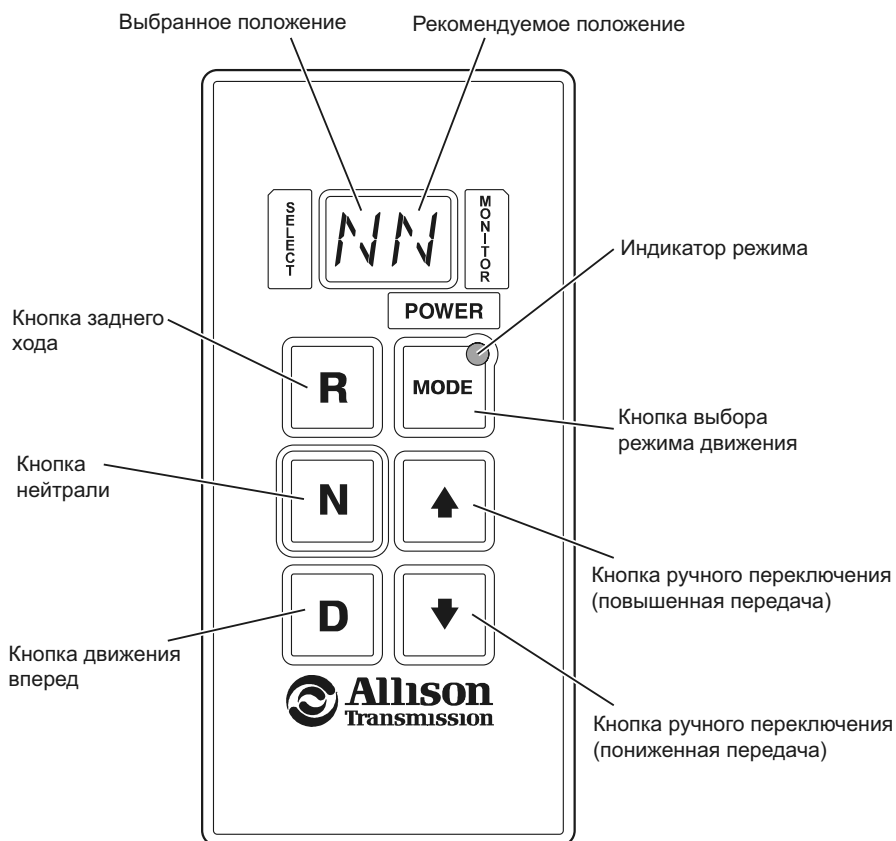 Выбранное положение
Рекомендуемое положение
SELECT
NN
MONITOR
Индикатор режима
POWER
Кнопка заднего
хода
R
MODE
Кнопка выбора
режима движения
Кнопка
нейтрали
N
Кнопка ручного переключения
(повышенная передача)
D
Кнопка движения
вперед
Allison
Transmission
Кнопка ручного переключения
(пониженная передача)